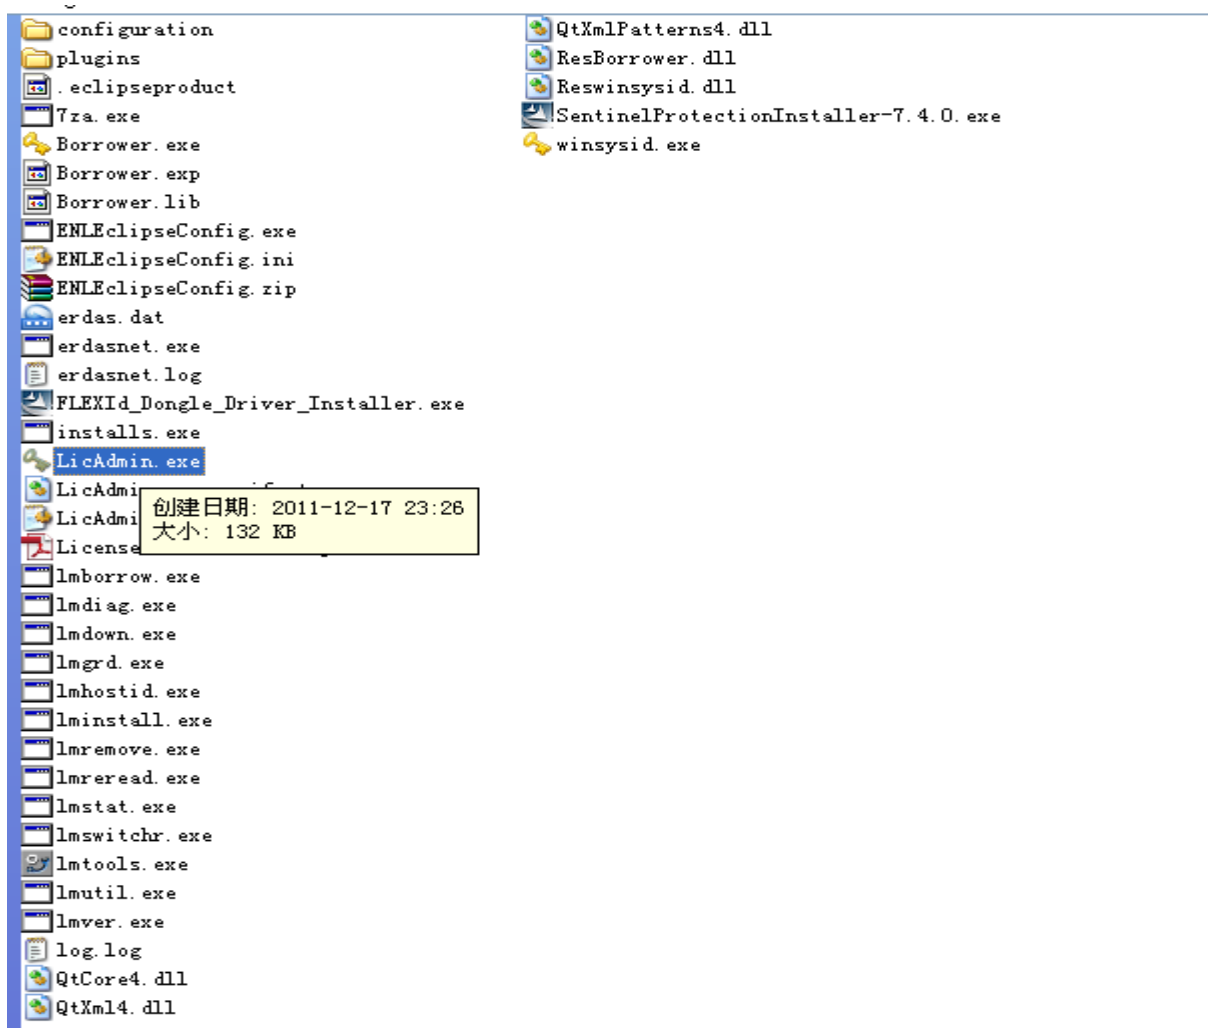 configuration
plugins
.eclipseproduct
7za.exe
Borrower.exe
Borrower.exp
Borrower.lib
ENLEclipseConfig.exe
ENLEclipseConfig.ini
ENLEclipseConfig.zip
erdas.dat
erdasnet.exe
erdasnet.log
FLEXId_Dongle_Driver_Installer.exe
installs.exe
LicAdmin.exe
LicAdmi
创建日期: 2011-12-17 23:26
LicAdmi
大小: 132 KB
License
lmborrow.exe
lmdiag.exe
lmdown.exe
lmgrd.exe
lmhostid.exe
lminstall.exe
lmremove.exe
lmreread.exe
lmstat.exe
lmswitchr.exe
lmtools.exe
lmutil.exe
lmver.exe
log.log
QtCore4.dll
QtXml4.dll
QtXmlPatterns4.dll
ResBorrower.dll
Reswinsysid.dll
SentinelProtectionInstaller-7.4.0.exe
winsysid.exe